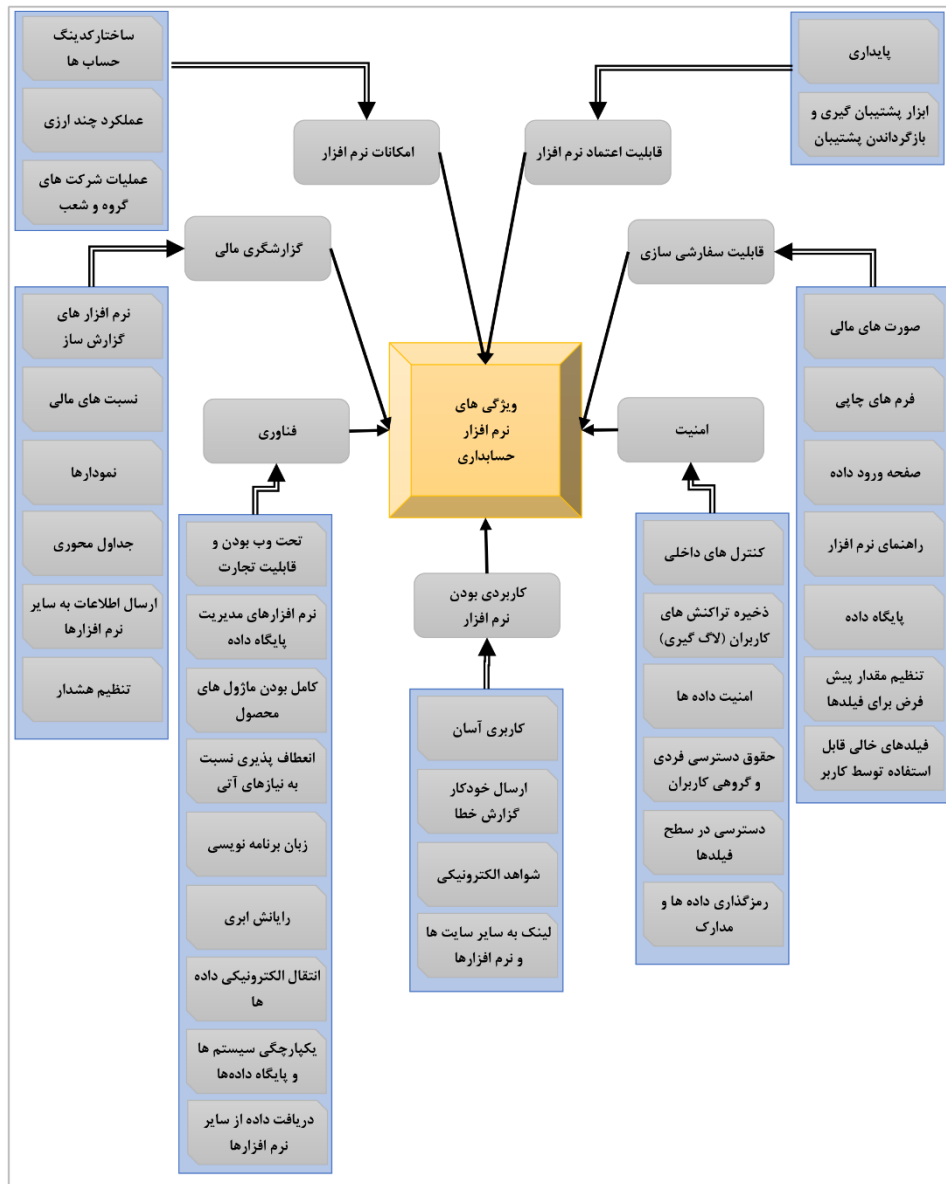 پایداری
ابزار پشتیبان گیری و
بازگرداندن پشتیبان
قابلیت اعتماد نرم افزار
ساختارکدینگ
حساب ها
عملکرد چند ارزی
عملیات شرکت های
گروه و شعب
امکانات نرم افزار
قابلیت سفارشی سازی
صورت های مالی
فرم های چاپی
صفحه ورود داده
راهنمای نرم افزار
پایگاه داده
تنظیم مقدار پیش
فرض برای فیلدها
فیلدهای خالی قابل
استفاده توسط کاربر
گزارشگری مالی
نرم افزار های
گزارش ساز
نسبت های مالی
نمودارها
جداول محوری
ارسال اطلاعات به سایر
نرم افزارها
تنظیم هشدار
ویژگی های
نرم افزار
حسابداری
امنیت
کنترل های داخلی
ذخیره تراکنش های
کاربران (لاگ گیری)
امنیت داده ها
حقوق دسترسی فردی
و گروهی کاربران
دسترسی در سطح
فیلدها
رمزگذاری داده ها و
مدارک
کاربردی بودن
نرم افزار
کاربری آسان
ارسال خودکار
گزارش خطا
شواهد الکترونیکی
لینک به سایر سایت ها
و نرم افزارها
فناوری
تحت وب بودن و
قابلیت تجارت
نرم افزارهای مدیریت
پایگاه داده
کامل بودن ماژول های
محصول
انعطاف پذیری نسبت
به نیازهای آتی
زبان برنامه نویسی
رایانش ابری
انتقال الکترونیکی داده
ها
یکپارچگی سیستم ها
و پایگاه داده‌ها
دریافت داده از سایر
نرم افزارها